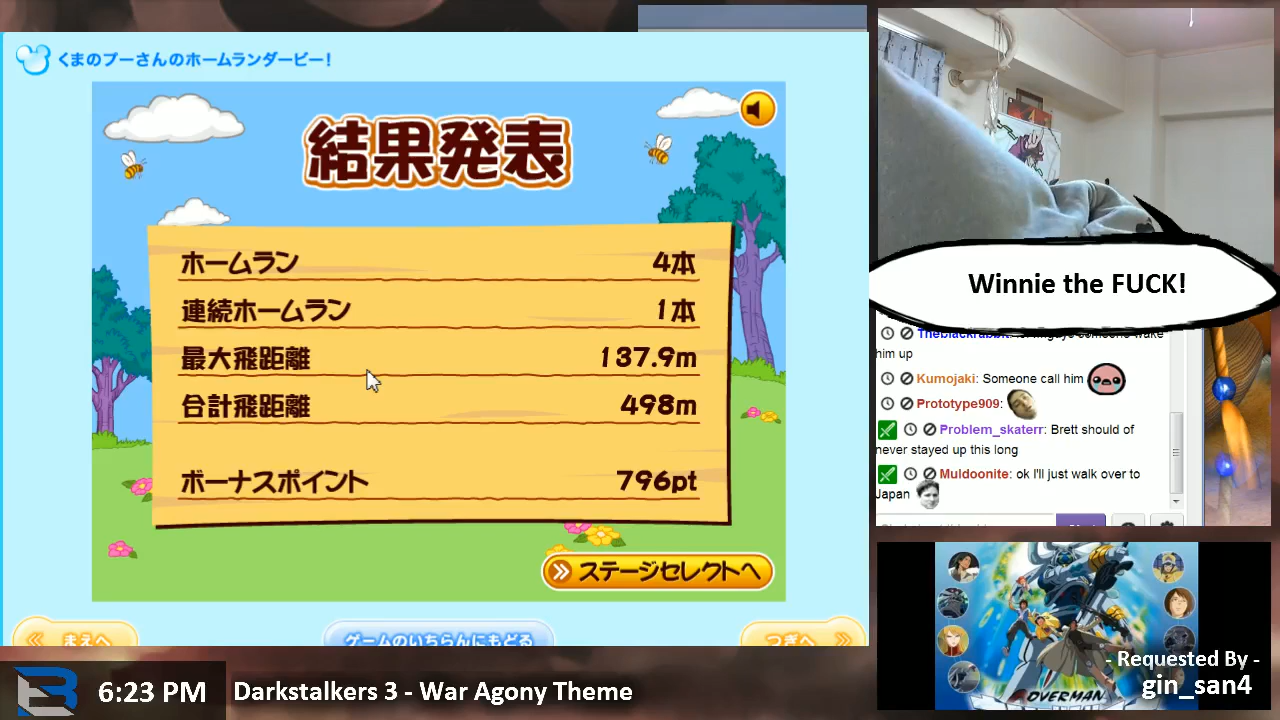 くまのプーさんのホームランダービー!
結果発表
ホームラン 4本
連続ホームラン 1本
最大飛距離 137.9m
合計飛距離 498m
ボーナスポイント 796pt
ステージセレクトへ
まえへ
ゲームのいちらんにもどる
つぎへ
Winnie the FUCK!
him up
Kumojaki: Someone call him
Prototype909:
Problem_skaterr: Brett should of
never stayed up this long
Muldoonite: ok I'll just walk over to
Japan
OVERMAN
- Requested By -
gin_san4
6:23 PM
Darkstalkers 3 - War Agony Theme